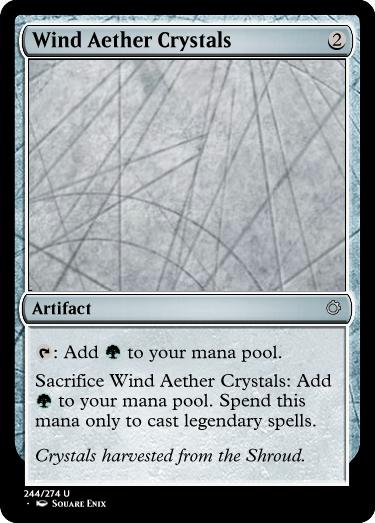 Wind Aether Crystals 2
Artifact
: Add to your mana pool.
Sacrifice Wind Aether Crystals: Add
to your mana pool. Spend this
mana only to cast legendary spells.
Crystals harvested from the Shroud.
244/274 U
· Square Enix